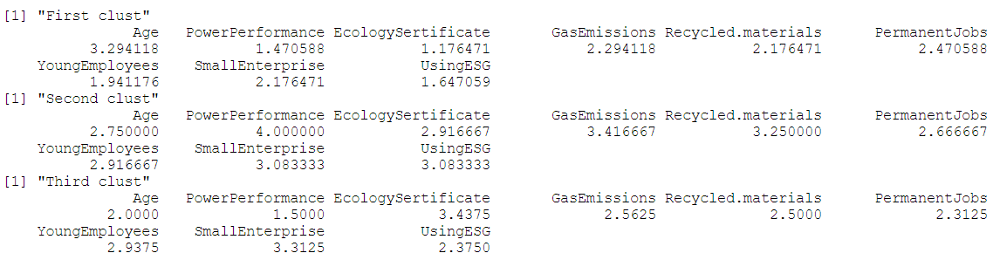 [1] "First clust"
Age PowerPerformance EcologySertificate GasEmissions Recycled.materials PermanentJobs
3.294118 1.470588 1.176471 2.294118 2.176471 2.470588
YoungEmployees SmallEnterprise UsingESG
1.941176 2.176471 1.647059
[1] "Second clust"
Age PowerPerformance EcologySertificate GasEmissions Recycled.materials PermanentJobs
2.750000 4.000000 2.916667 3.416667 3.250000 2.666667
YoungEmployees SmallEnterprise UsingESG
2.916667 3.083333 3.083333
[1] "Third clust"
Age PowerPerformance EcologySertificate GasEmissions Recycled.materials PermanentJobs
2.0000 1.5000 3.4375 2.5625 2.5000 2.3125
YoungEmployees SmallEnterprise UsingESG
2.9375 3.3125 2.3750